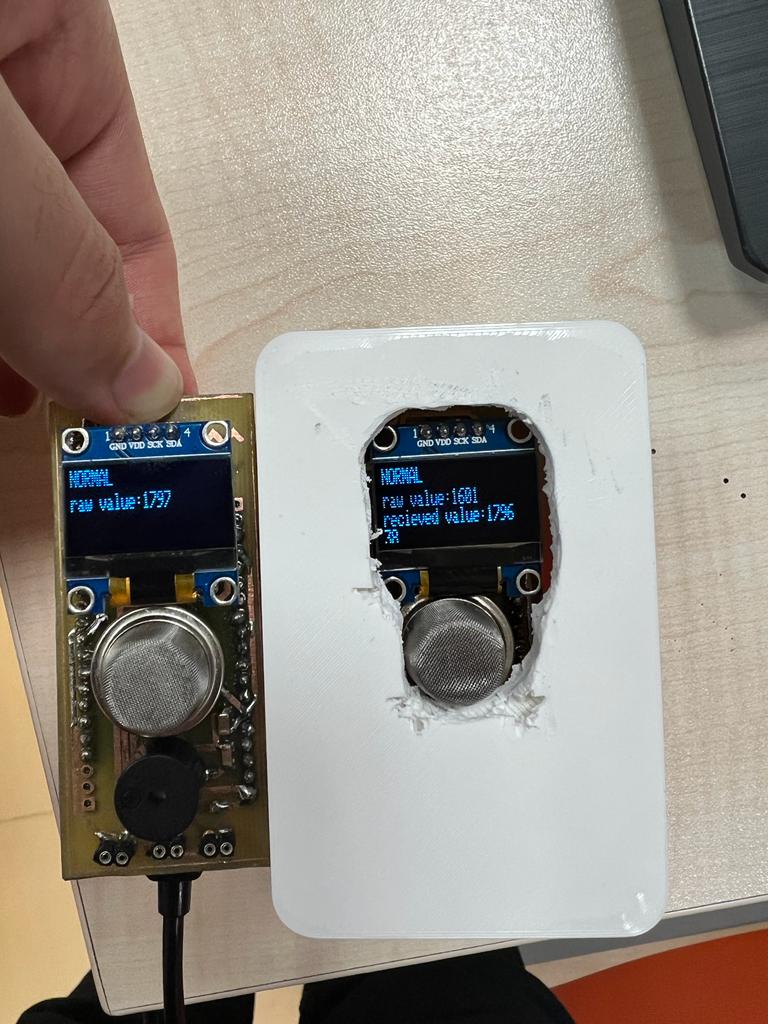 1 4
GND VDD SCK SDA
NORMAL
raw value:1797
1 4
GND VDD SCK SDA
NORMAL
raw value:1601
recieved value:1796
38